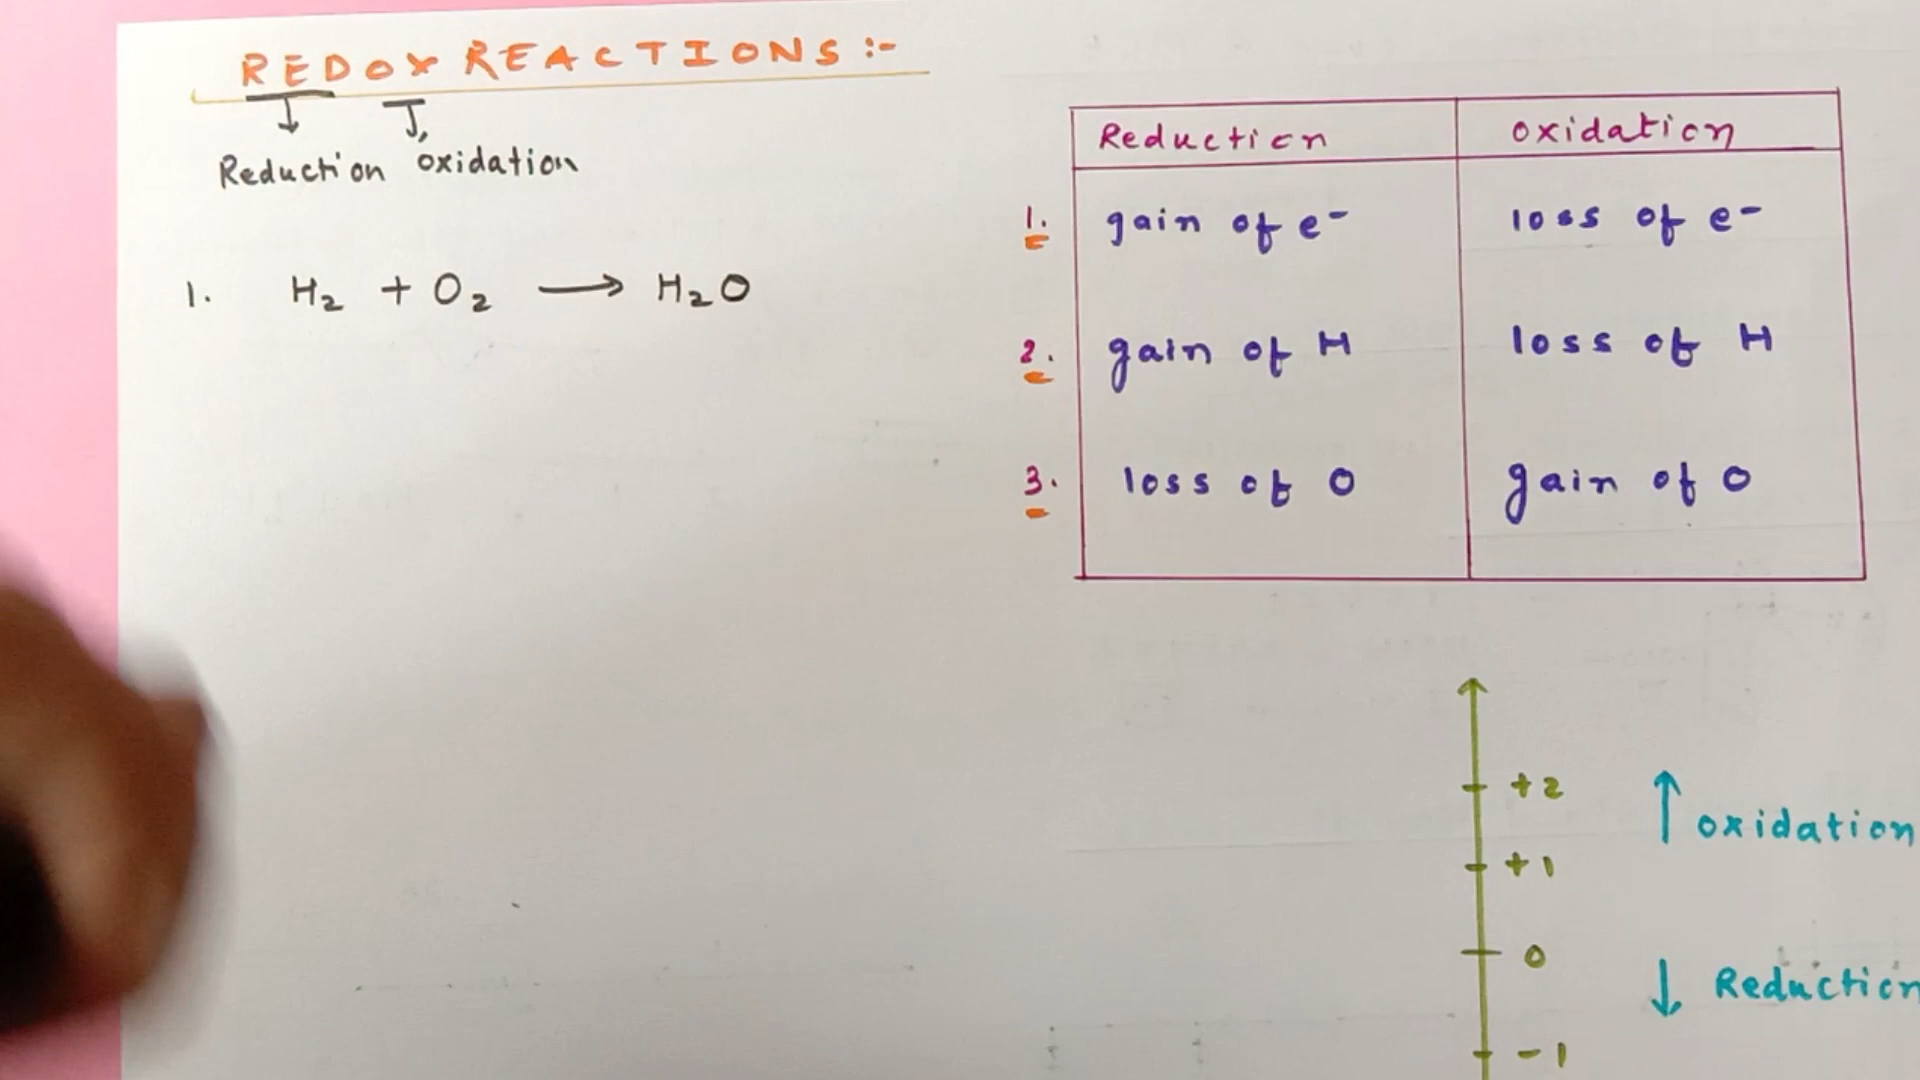 REDOX REACTIONS :-
Reduction oxidation
1. H₂ + O₂ → H₂O
Reduction oxidation
1. gain of e⁻ loss of e⁻
2. gain of H loss of H
3. loss of O gain of O
+2
↑ oxidation
+1
0
↓ Reduction
-1